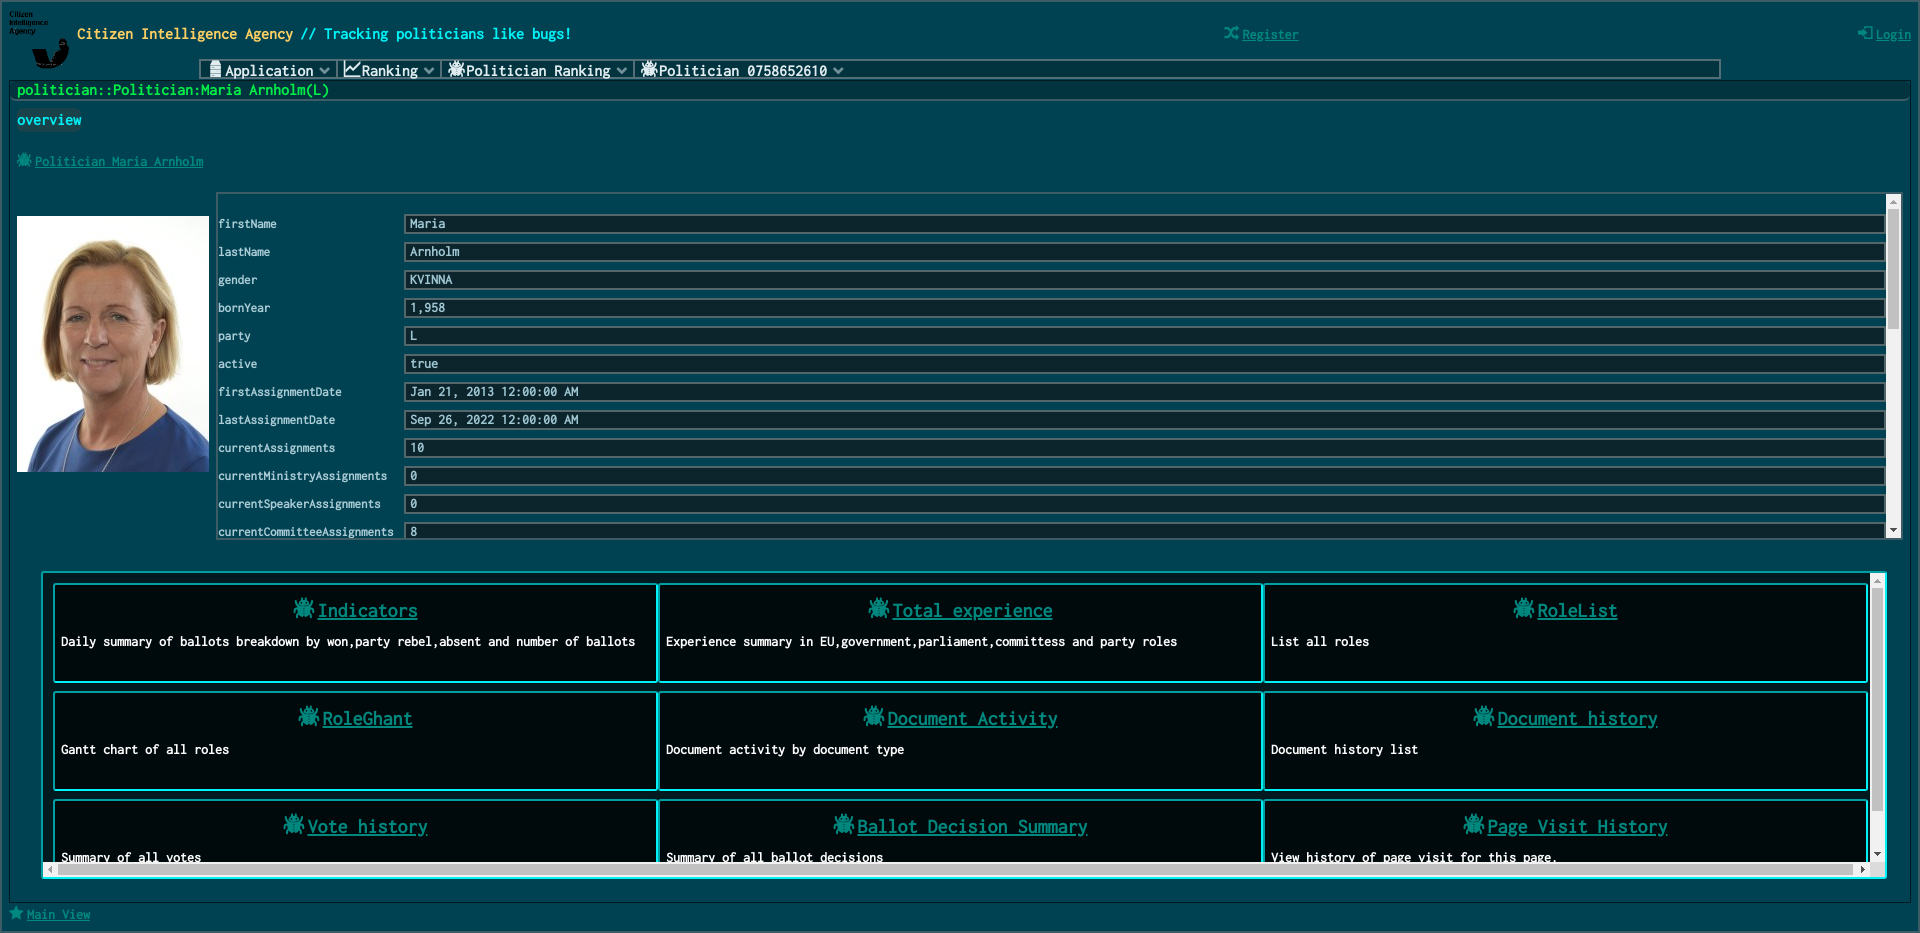 Citizen
Intelligence
Agency
Citizen Intelligence Agency // Tracking politicians like bugs!
Register
Login
Application
Ranking
Politician Ranking
Politician 0758652610
politician::Politician:Maria Arnholm(L)
overview
Politician Maria Arnholm
firstName Maria
lastName Arnholm
gender KVINNA
bornYear 1,958
party L
active true
firstAssignmentDate Jan 21, 2013 12:00:00 AM
lastAssignmentDate Sep 26, 2022 12:00:00 AM
currentAssignments 10
currentMinistryAssignments 0
currentSpeakerAssignments 0
currentCommitteeAssignments 8
Indicators
Daily summary of ballots breakdown by won,party rebel,absent and number of ballots
Total experience
Experience summary in EU,government,parliament,committess and party roles
RoleList
List all roles
RoleGhant
Gantt chart of all roles
Document Activity
Document activity by document type
Document history
Document history list
Vote history
Summary of all votes
Ballot Decision Summary
Summary of all ballot decisions
Page Visit History
View history of page visit for this page.
Main View